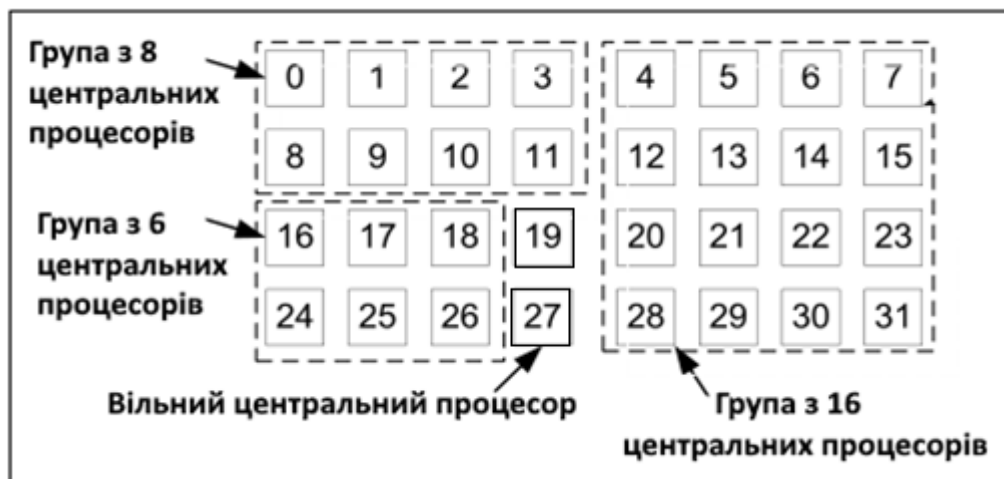 Група з 8
центральних
процесорів
0 1 2 3 4 5 6 7
8 9 10 11 12 13 14 15
Група з 6
центральних
процесорів
16 17 18 19 20 21 22 23
24 25 26 27 28 29 30 31
Вільний центральний процесор
Група з 16
центральних процесорів